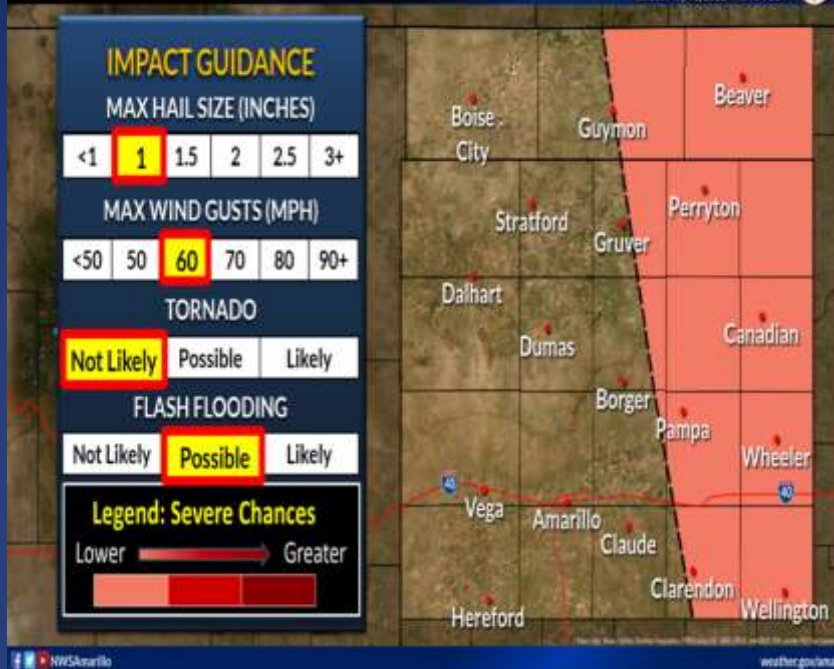 IMPACT GUIDANCE
MAX HAIL SIZE (INCHES)
<1 1 1.5 2 2.5 3+
MAX WIND GUSTS (MPH)
<50 50 60 70 80 90+
TORNADO
Not Likely Possible Likely
FLASH FLOODING
Not Likely Possible Likely
Legend: Severe Chances
Lower Greater
Boise City
Guymon
Beaver
Stratford
Gruver
Perryton
Dalhart
Dumas
Canadian
Borger
Pampa
Wheeler
40
40
Vega
Amarillo
Claude
Clarendon
Hereford
Wellington
NWSAmarillo